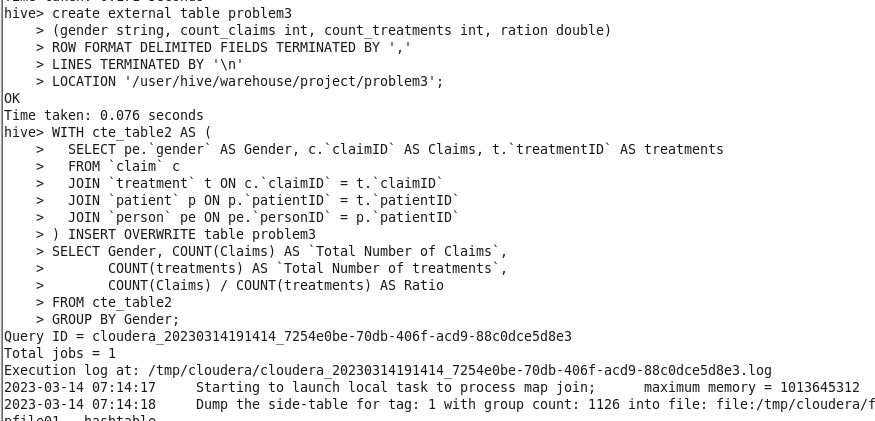 hive> create external table problem3
    > (gender string, count_claims int, count_treatments int, ration double)
    > ROW FORMAT DELIMITED FIELDS TERMINATED BY ','
    > LINES TERMINATED BY '\n'
    > LOCATION '/user/hive/warehouse/project/problem3';
OK
Time taken: 0.076 seconds
hive> WITH cte_table2 AS (
    >   SELECT pe.`gender` AS Gender, c.`claimID` AS Claims, t.`treatmentID` AS treatments
    >   FROM `claim` c
    >   JOIN `treatment` t ON c.`claimID` = t.`claimID`
    >   JOIN `patient` p ON p.`patientID` = t.`patientID`
    >   JOIN `person` pe ON pe.`personID` = p.`patientID`
    > ) INSERT OVERWRITE table problem3
    > SELECT Gender, COUNT(Claims) AS `Total Number of Claims`,
    >        COUNT(treatments) AS `Total Number of treatments`,
    >        COUNT(Claims) / COUNT(treatments) AS Ratio
    > FROM cte_table2
    > GROUP BY Gender;
Query ID = cloudera_20230314191414_7254e0be-70db-406f-acd9-88c0dce5d8e3
Total jobs = 1
Execution log at: /tmp/cloudera/cloudera_20230314191414_7254e0be-70db-406f-acd9-88c0dce5d8e3.log
2023-03-14 07:14:17     Starting to launch local task to process map join;      maximum memory = 1013645312
2023-03-14 07:14:18     Dump the side-table for tag: 1 with group count: 1126 into file: file:/tmp/cloudera/f